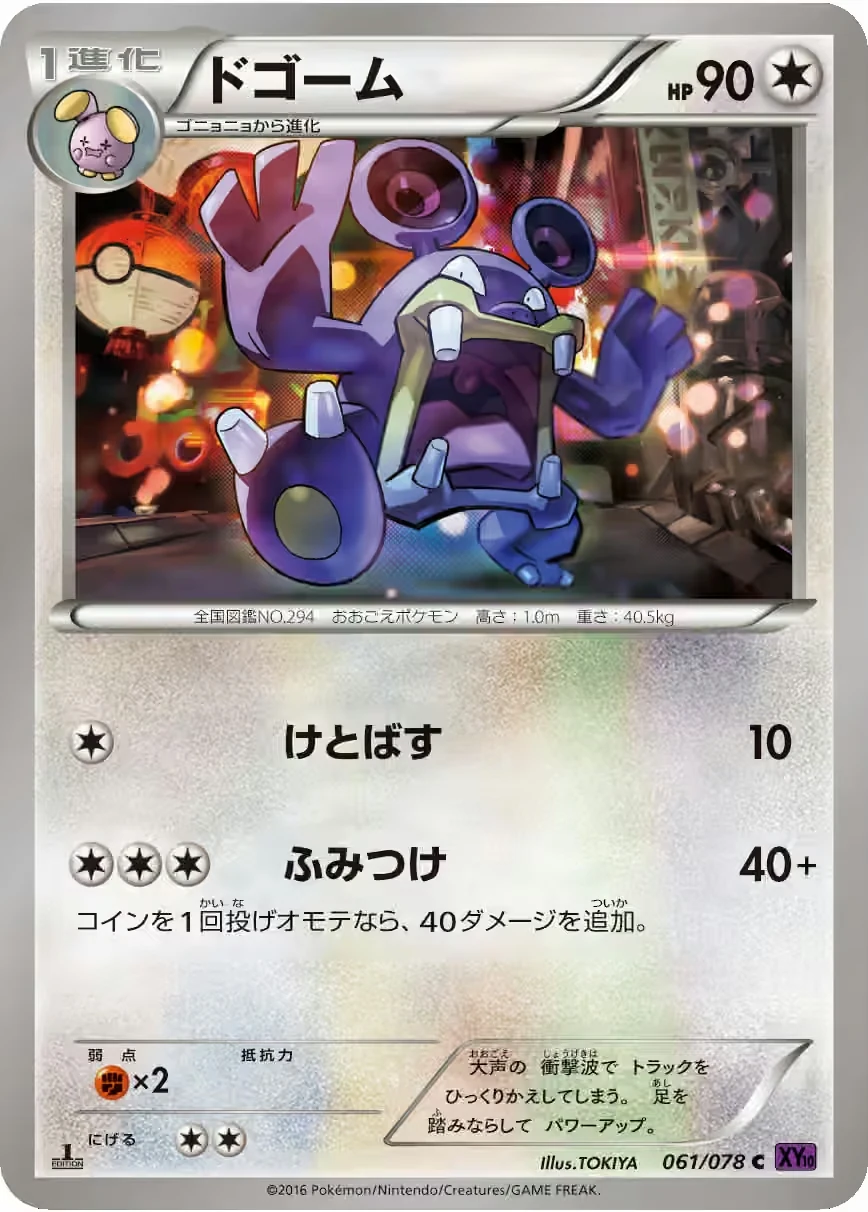 1進化
ドゴーム
HP90
ゴニョニョから進化
全国図鑑NO.294 おおごえポケモン 高さ:1.0m 重さ:40.5kg
けとばす 10
ふみつけ 40+
コインを1回投げオモテなら、40ダメージを追加。
弱点 抵抗力
×2
にげる
大声の 衝撃波で トラックを
ひっくりかえしてしまう。 足を
踏みならして パワーアップ。
1 EDITION
Illus.TOKIYA 061/078 C XY10
©2016 Pokémon/Nintendo/Creatures/GAME FREAK.